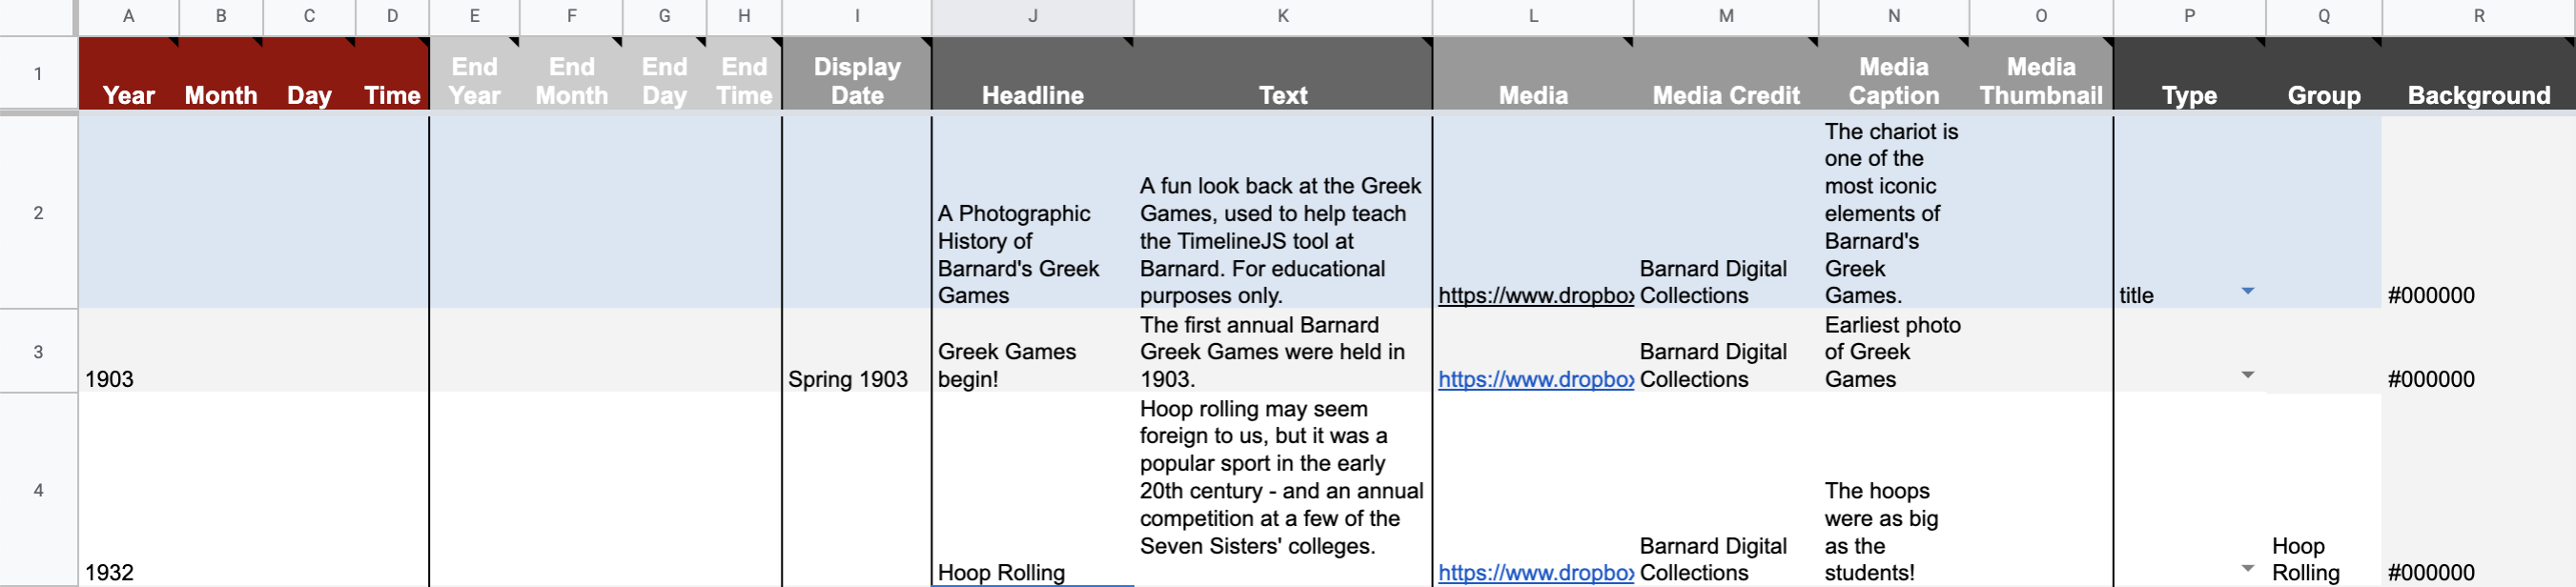 A B C D E F G H I J K L M N O P Q R
1
Year Month Day Time
End Year
End Month
End Day
End Time
Display Date
Headline
Text
Media
Media Credit
Media Caption
Media Thumbnail
Type
Group
Background
2
A Photographic
History of
Barnard's Greek
Games
A fun look back at the Greek
Games, used to help teach
the TimelineJS tool at
Barnard. For educational
purposes only.
https://www.dropbox
Barnard Digital
Collections
The chariot is
one of the
most iconic
elements of
Barnard's
Greek
Games.
title
#000000
3
1903
Spring 1903
Greek Games
begin!
The first annual Barnard
Greek Games were held in
1903.
https://www.dropbox
Barnard Digital
Collections
Earliest photo
of Greek
Games
#000000
4
1932
Hoop Rolling
Hoop rolling may seem
foreign to us, but it was a
popular sport in the early
20th century - and an annual
competition at a few of the
Seven Sisters' colleges.
https://www.dropbox
Barnard Digital
Collections
The hoops
were as big
as the
students!
Hoop
Rolling
#000000